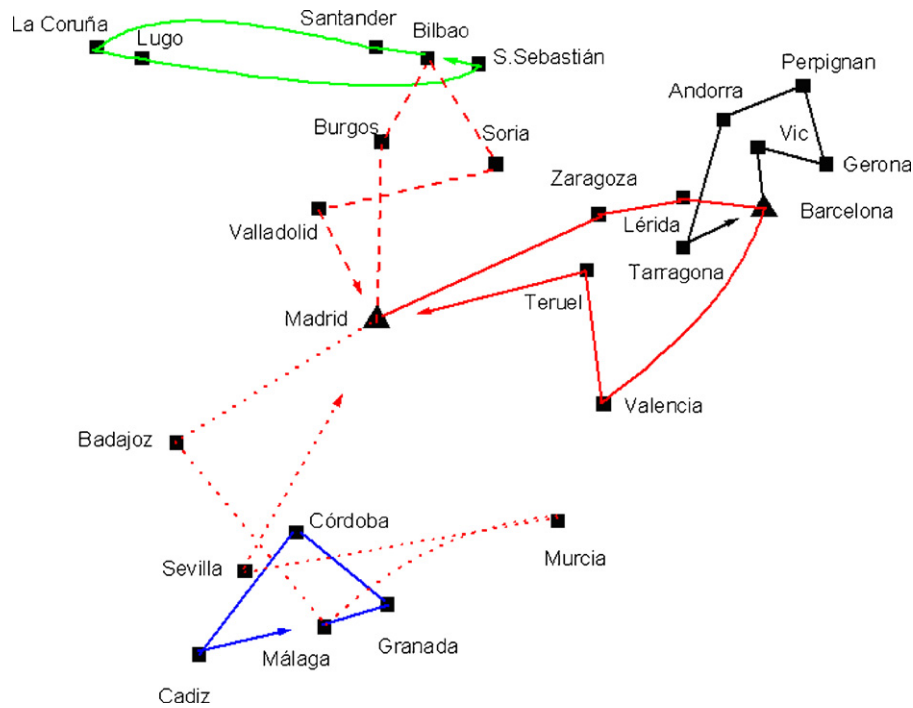 La Coruña
Lugo
Santander
Bilbao
S.Sebastián
Burgos
Soria
Valladolid
Madrid
Zaragoza
Lérida
Teruel
Valencia
Andorra
Perpignan
Vic
Gerona
Barcelona
Tarragona
Badajoz
Sevilla
Córdoba
Murcia
Málaga
Granada
Cadiz